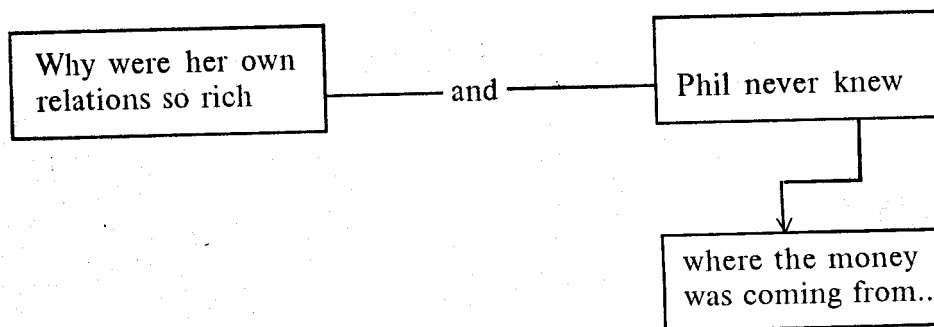 Why were her own
relations so rich
and
Phil never knew
where the money
was coming from..